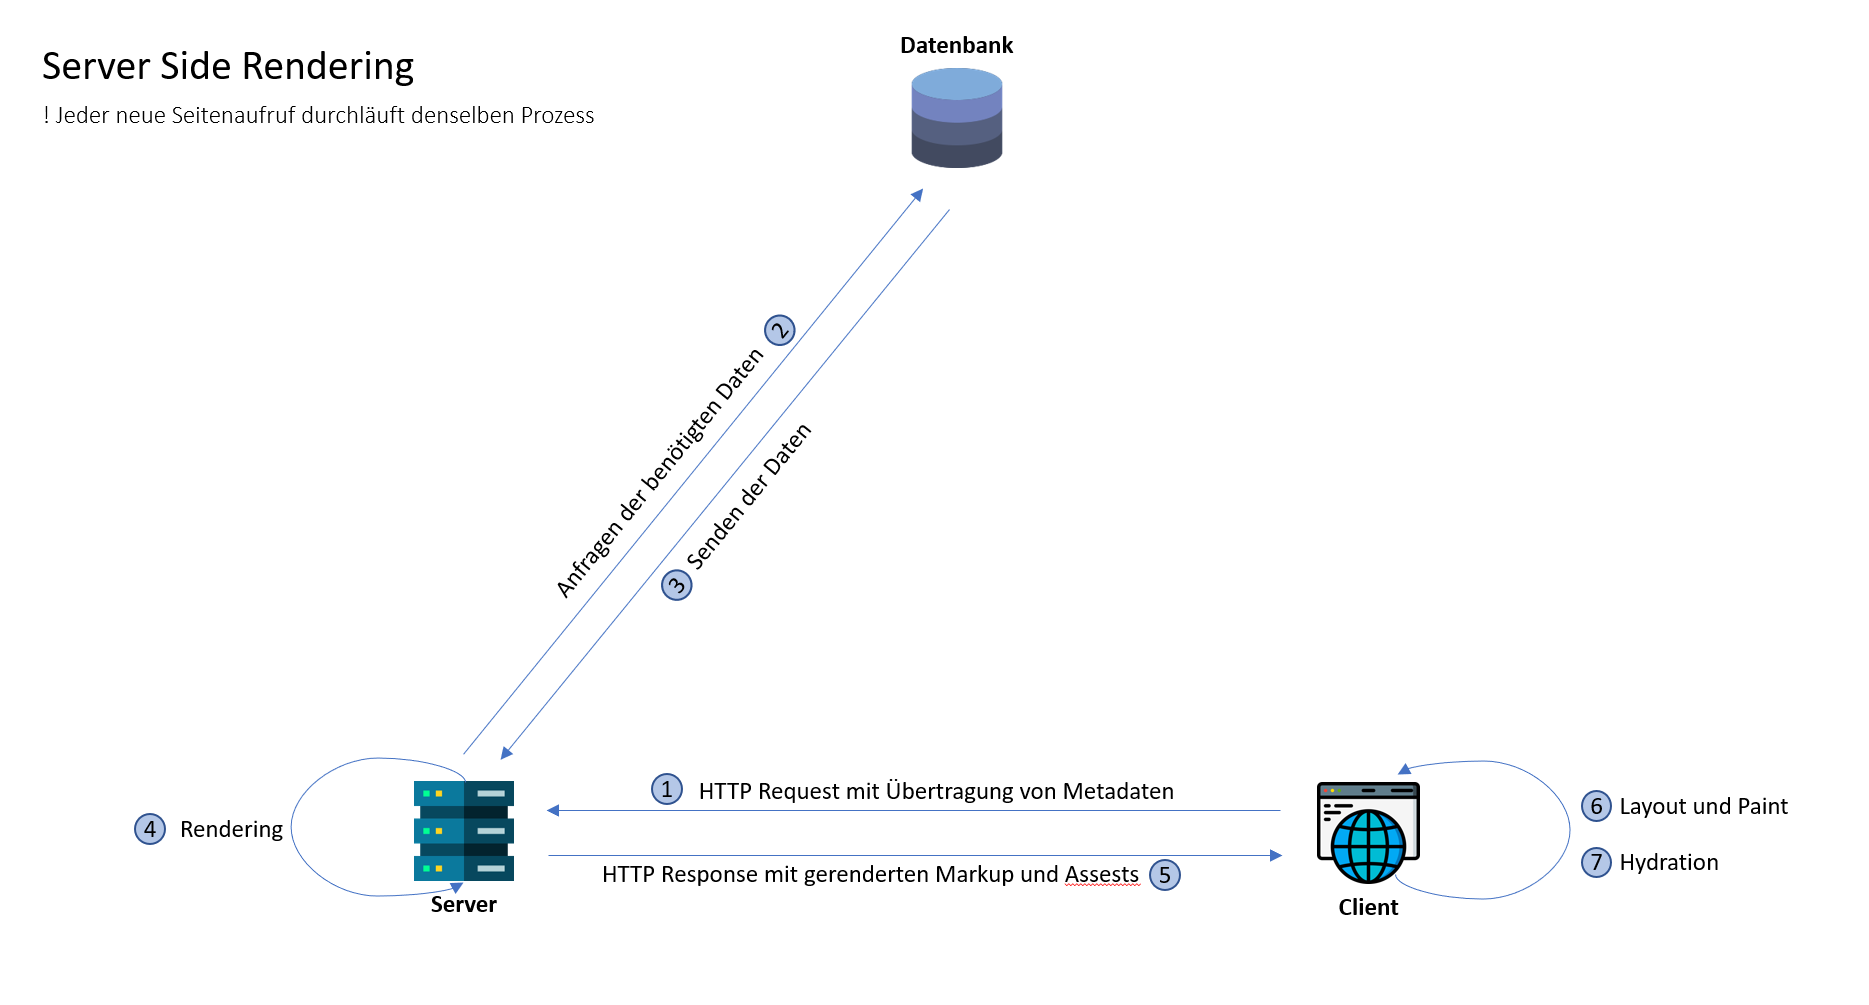 Server Side Rendering
! Jeder neue Seitenaufruf durchläuft denselben Prozess
Datenbank
Anfragen der benötigten Daten 2
3 Senden der Daten
1 HTTP Request mit Übertragung von Metadaten
4 Rendering
HTTP Response mit gerenderten Markup und Assests 5
6 Layout und Paint
7 Hydration
Server
Client